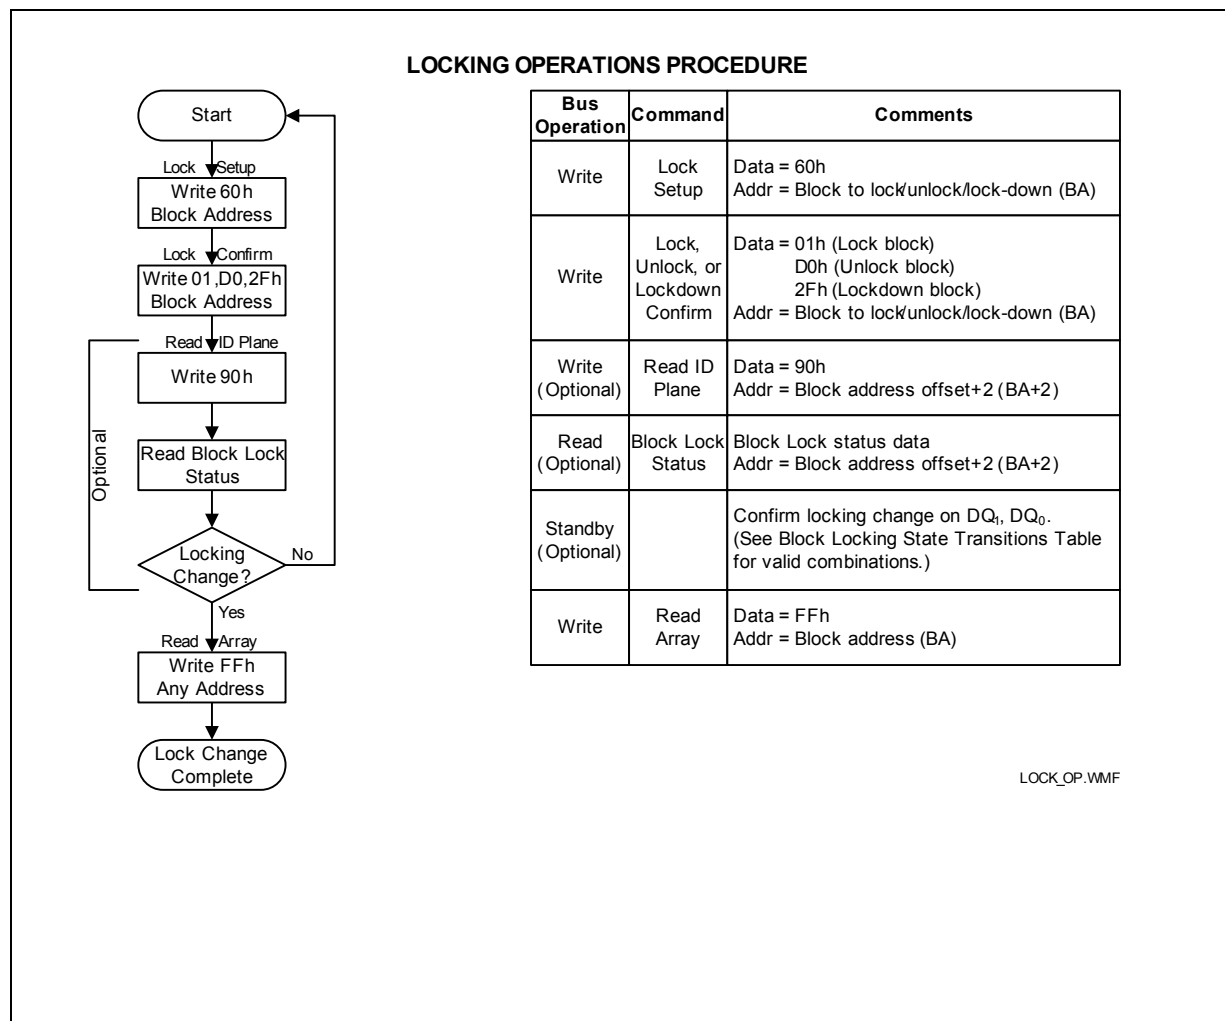 LOCKING OPERATIONS PROCEDURE
Start
Lock Setup
Write 60h
Block Address
Lock Confirm
Write 01,D0,2Fh
Block Address
Read ID Plane
Write 90h
Optional
Read Block Lock
Status
Locking
Change?
No
Yes
Read Array
Write FFh
Any Address
Lock Change
Complete
Bus
Operation
Command
Comments
Write
Lock
Setup
Data = 60h
Addr = Block to lock/unlock/lock-down (BA)
Write
Lock,
Unlock, or
Lockdown
Confirm
Data = 01h (Lock block)
D0h (Unlock block)
2Fh (Lockdown block)
Addr = Block to lock/unlock/lock-down (BA)
Write
(Optional)
Read ID
Plane
Data = 90h
Addr = Block address offset+2 (BA+2)
Read
(Optional)
Block Lock
Status
Block Lock status data
Addr = Block address offset+2 (BA+2)
Standby
(Optional)
Confirm locking change on DQ₁, DQ₀.
(See Block Locking State Transitions Table
for valid combinations.)
Write
Read
Array
Data = FFh
Addr = Block address (BA)
LOCK_OP.WMF